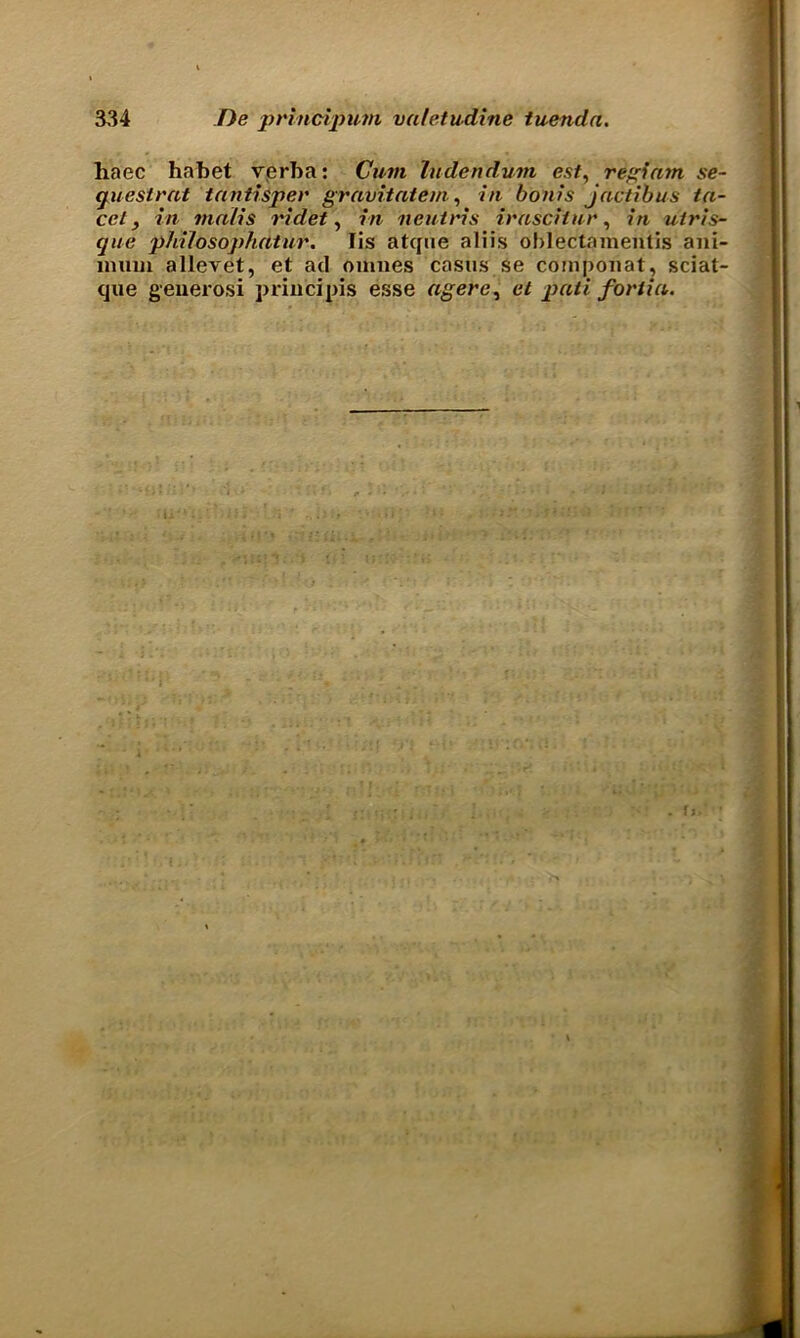 334 De principum valetudine tuenda.
haec habet verba: Cum ludendum est, regiam se-
questrat tantisper gravitatem, in bonis jactibus ta-
cet, in malis ridet, in neutris irascitur, in utris-
que philosophatur. Iis atque aliis oblectamentis ani-
mum allevet, et ad omnes casus se componat, sciat-
que generosi principis esse agere, et pati fortia.